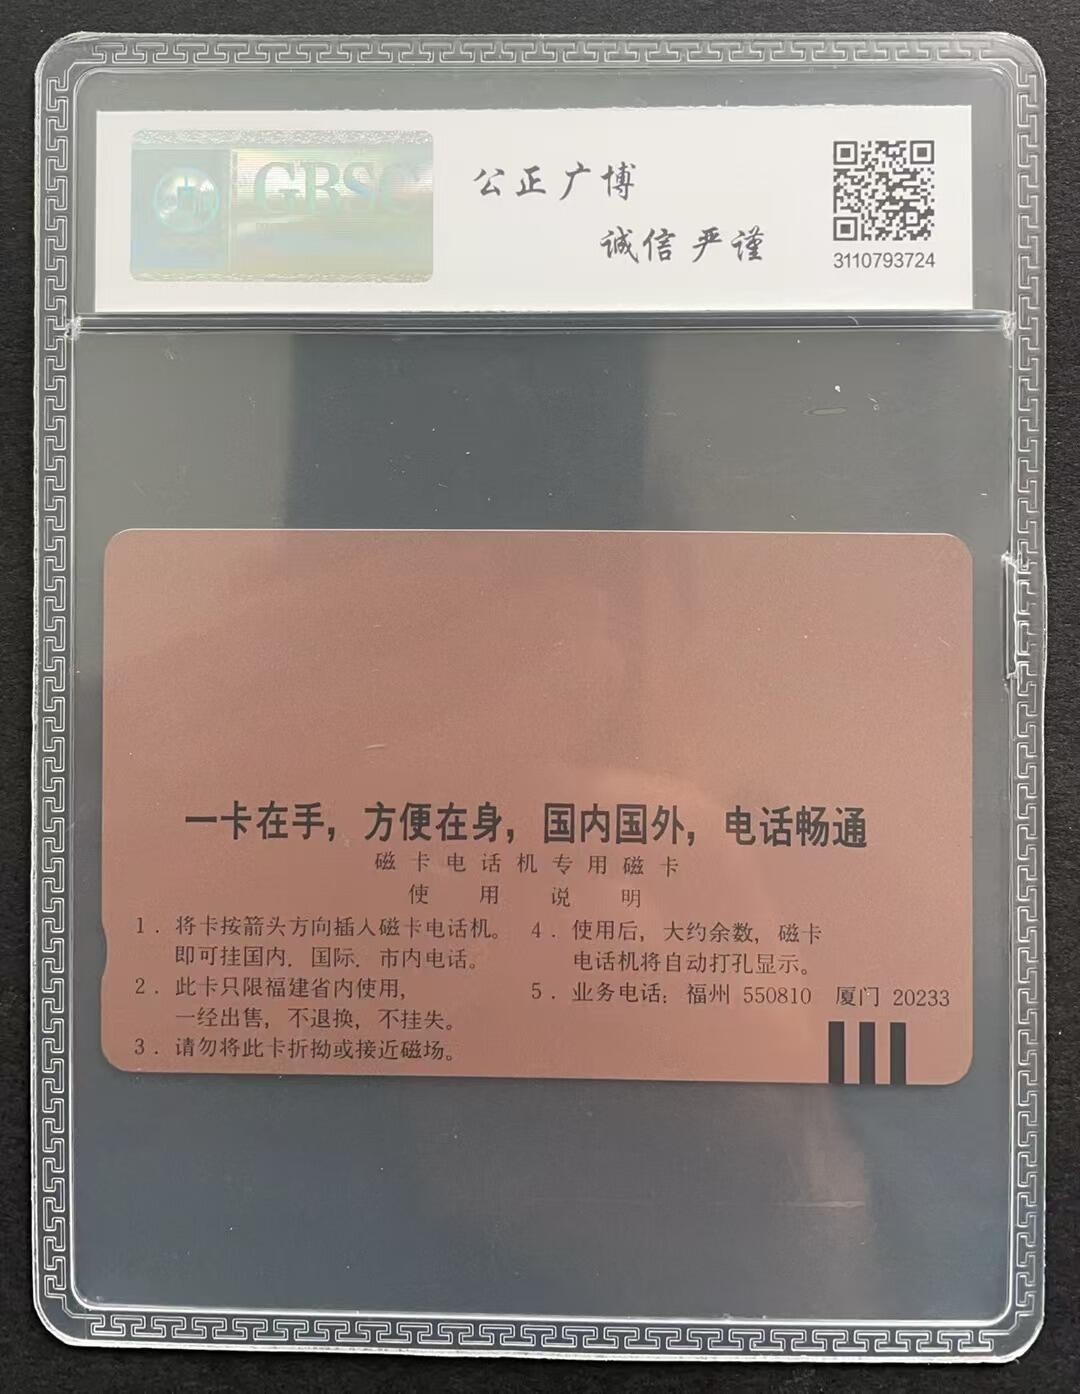 GBSC
公正广博
诚信严谨
3110793724
一卡在手，方便在身，国内国外，电话畅通
磁卡电话机专用磁卡
使用说明
1．将卡按箭头方向插入磁卡电话机。
即可挂国内．国际．市内电话。
2．此卡只限福建省内使用，
一经出售，不退换，不挂失。
3．请勿将此卡折拗或接近磁场。
4．使用后，大约余数，磁卡
电话机将自动打孔显示。
5．业务电话：福州 550810 厦门 20233